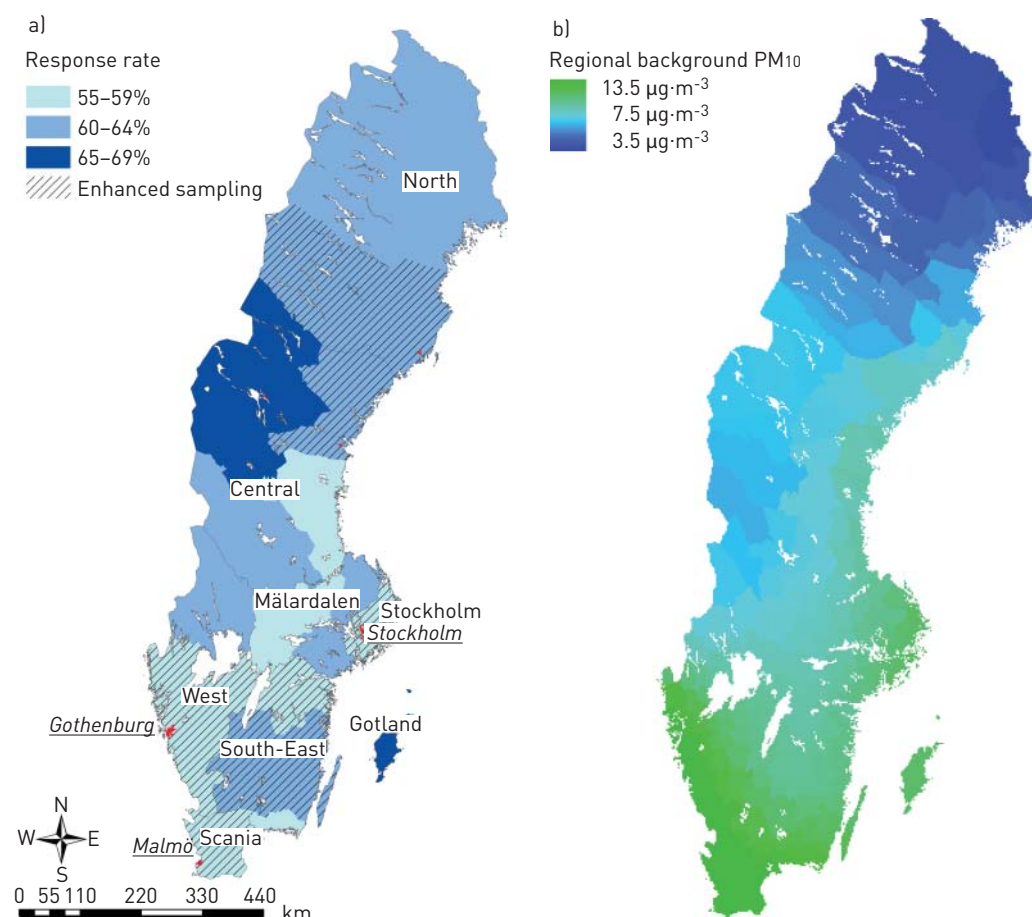 a)
Response rate
55–59%
60–64%
65–69%
Enhanced sampling
North
Central
Mälardalen
Stockholm
Stockholm
West
Gothenburg
Gotland
South-East
Scania
Malmö
N
W E
S
0 55 110 220 330 440
km
b)
Regional background PM10
13.5 µg·m-3
7.5 µg·m-3
3.5 µg·m-3